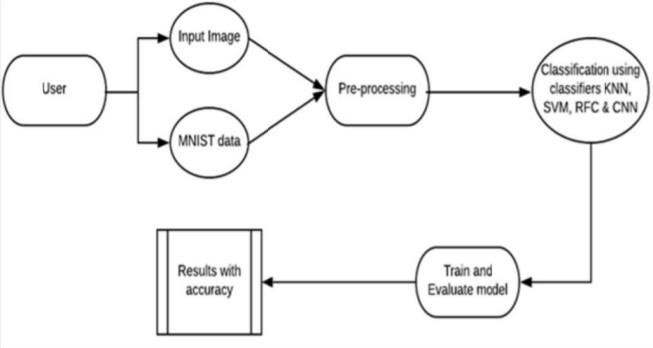 User
Input Image
MNIST data
Pre-processing
Classification using
classifiers KNN,
SVM, RFC & CNN
Train and
Evaluate model
Results with
accuracy